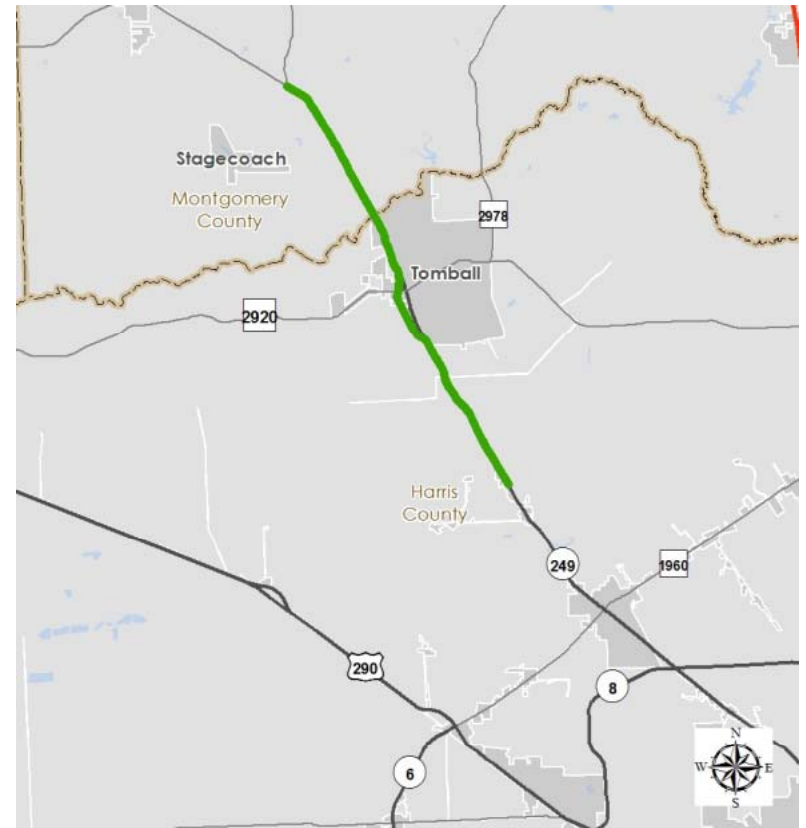 Stagecoach
Montgomery
County
2978
Tomball
2920
Harris
County
249
1960
290
8
6
N
W E
S